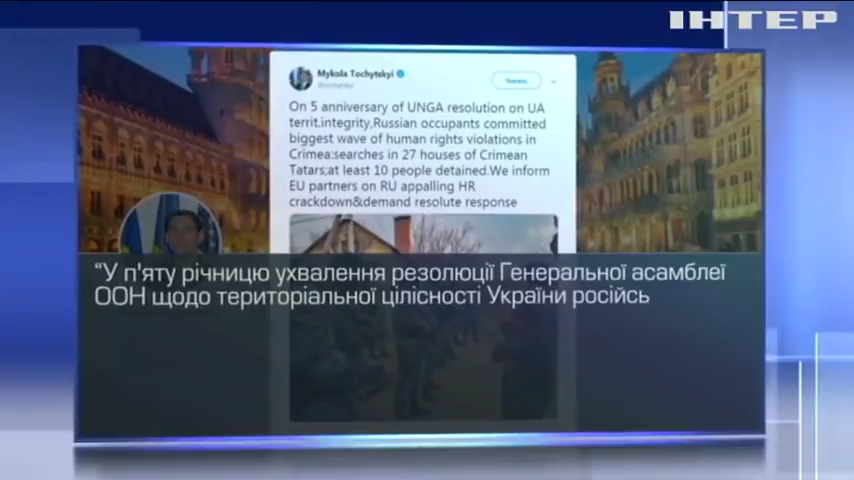 ІНТЕР
Mykola Tochytskyi
Читать
On 5 anniversary of UNGA resolution on UA
territ.integrity,Russian occupants committed
biggest wave of human rights violations in
Crimea:searches in 27 houses of Crimean
Tatars;at least 10 people detained.We inform
EU partners on RU appalling HR
crackdown&demand resolute response
“У п'яту річницю ухвалення резолюції Генеральної асамблеї
ООН щодо територіальної цілісності України російсь